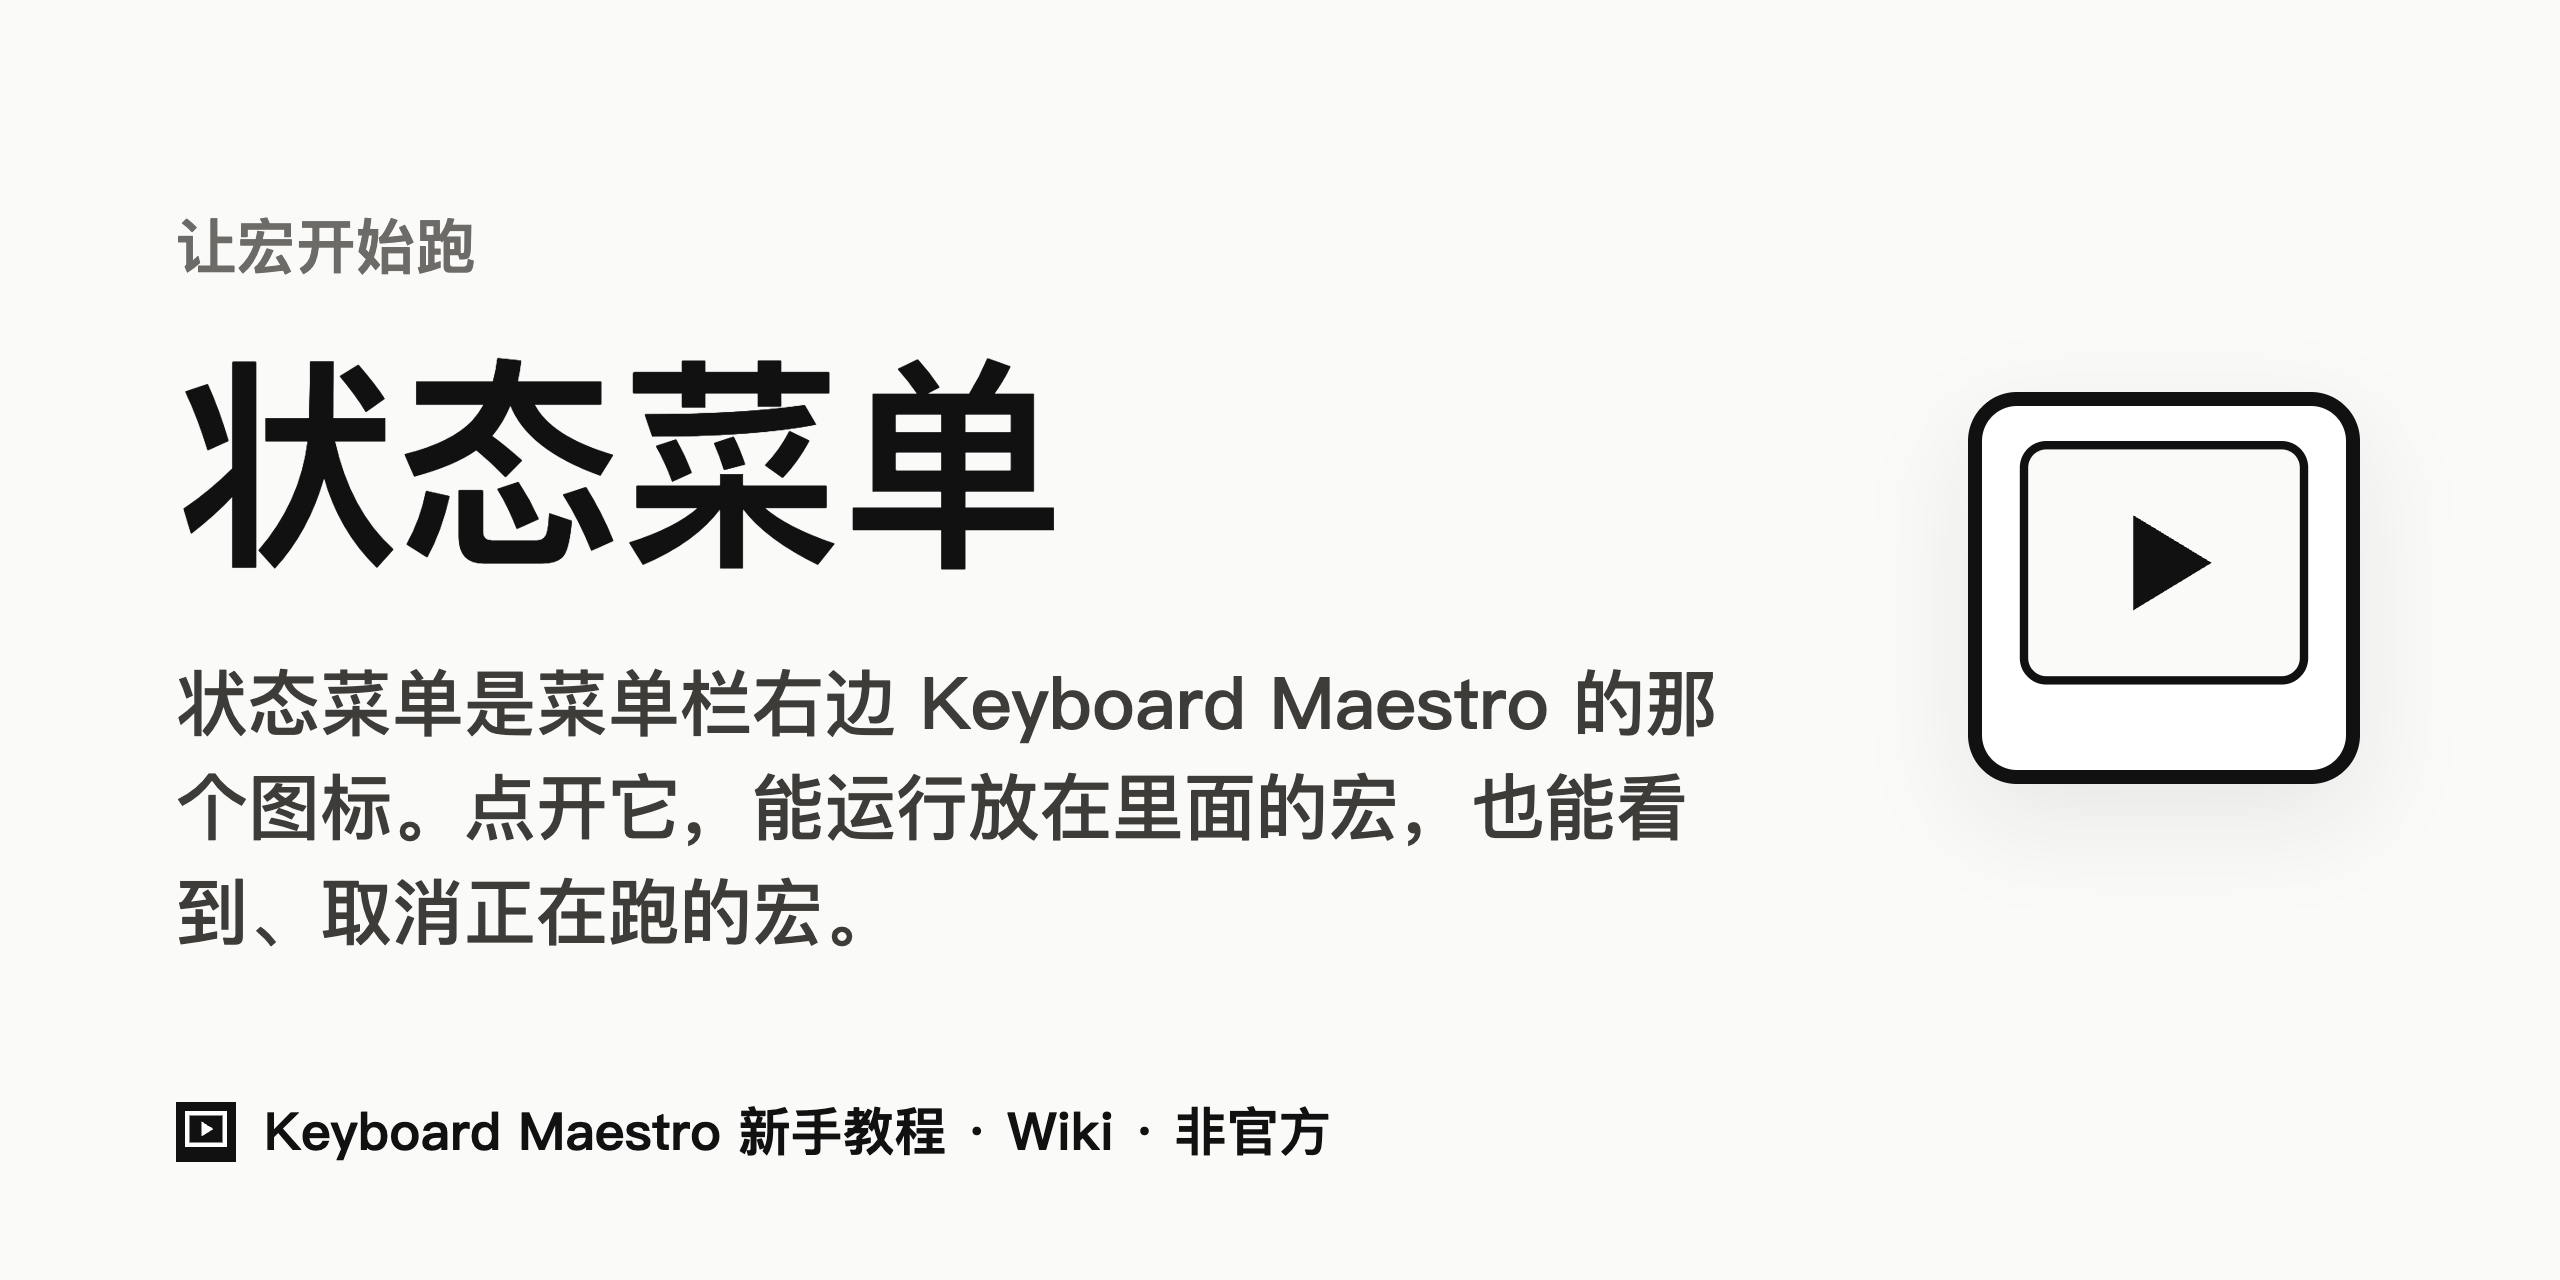 让宏开始跑
状态菜单
状态菜单是菜单栏右边 Keyboard Maestro 的那
个图标。点开它，能运行放在里面的宏，也能看
到、取消正在跑的宏。
Keyboard Maestro 新手教程 · Wiki · 非官方